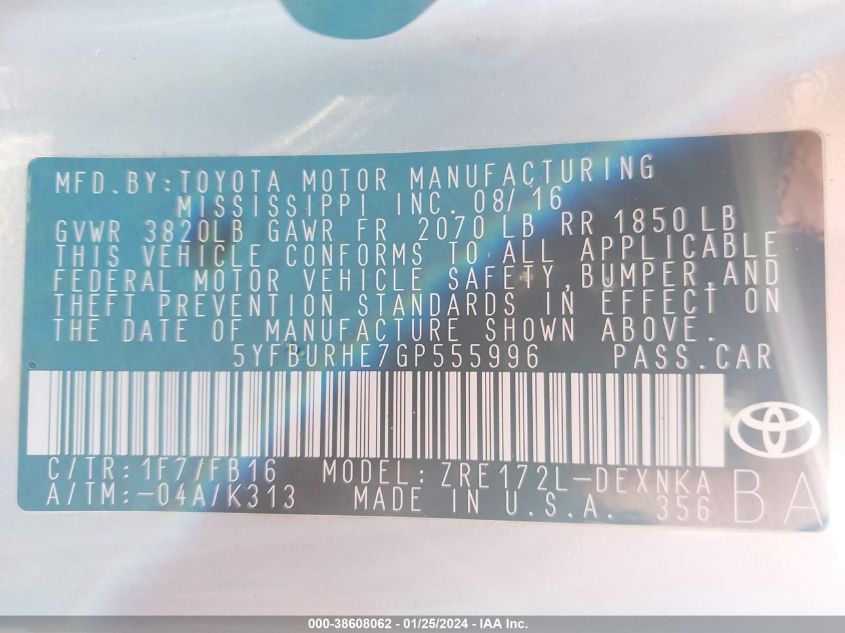 MFD.BY:TOYOTA MOTOR MANUFACTURING
MISSISSIPPI INC. 08/16
GVWR 3820LB GAWR FR 2070 LB RR 1850 LB
THIS VEHICLE CONFORMS TO ALL APPLICABLE
FEDERAL MOTOR VEHICLE SAFETY, BUMPER, AND
THEFT PREVENTION STANDARDS IN EFFECT ON
THE DATE OF MANUFACTURE SHOWN ABOVE.
5YFBURHE7GP555996 PASS.CAR
C/TR:1F7/FB16 MODEL: ZRE172L-DEXNKA
A/TM:-04A/K313 MADE IN U.S.A. 356 BA
000-38608062 - 01/25/2024 - IAA Inc.